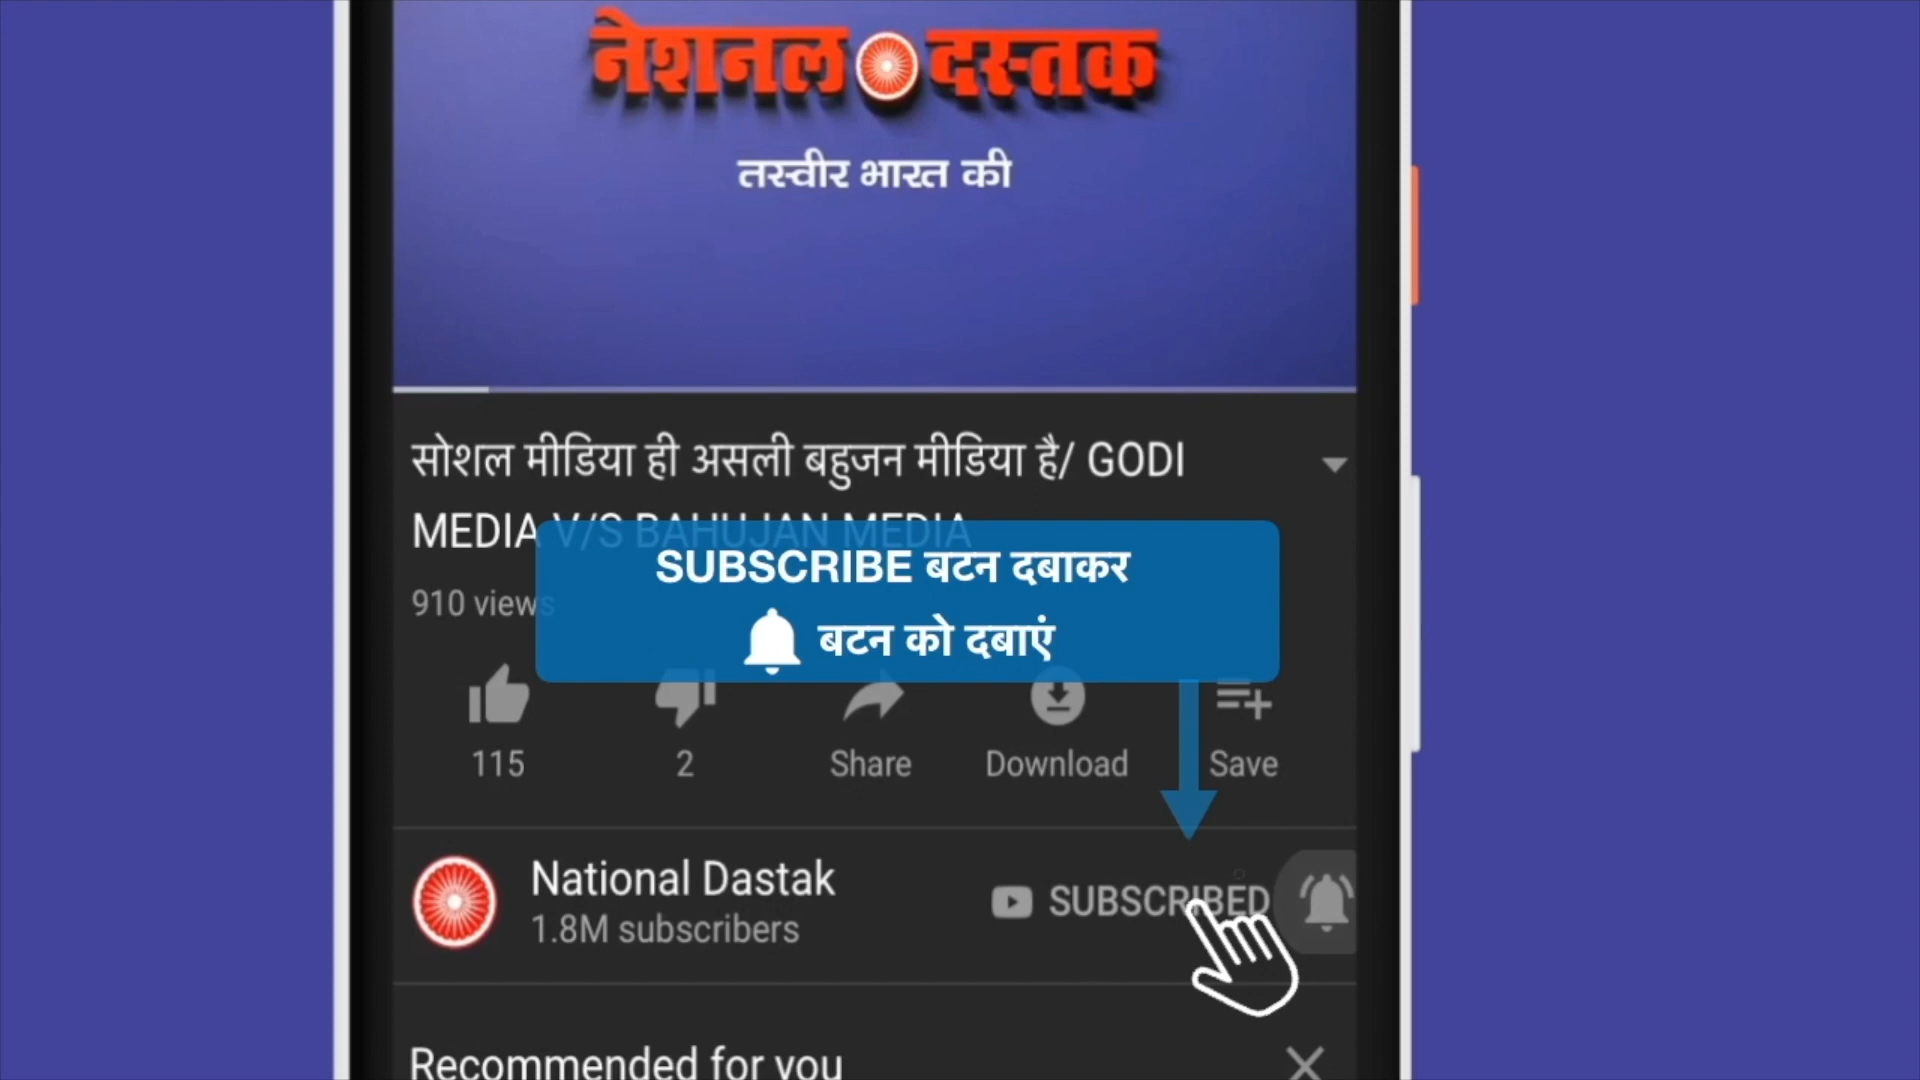 नेशनल दस्तक
तस्वीर भारत की
सोशल मीडिया ही असली बहुजन मीडिया है/ GODI
MEDIA V/S BAHUJAN MEDIA
910 views
SUBSCRIBE बटन दबाकर
बटन को दबाएं
115
2
Share
Download
Save
National Dastak
1.8M subscribers
SUBSCRIBED
Recommended for you